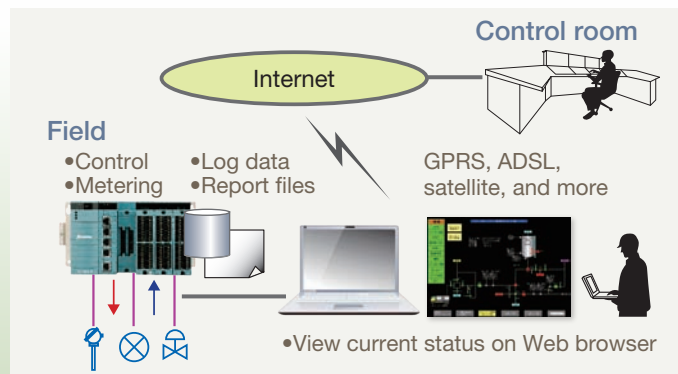 Control room
Internet
Field
•Control
•Metering
•Log data
•Report files
GPRS, ADSL,
satellite, and more
•View current status on Web browser